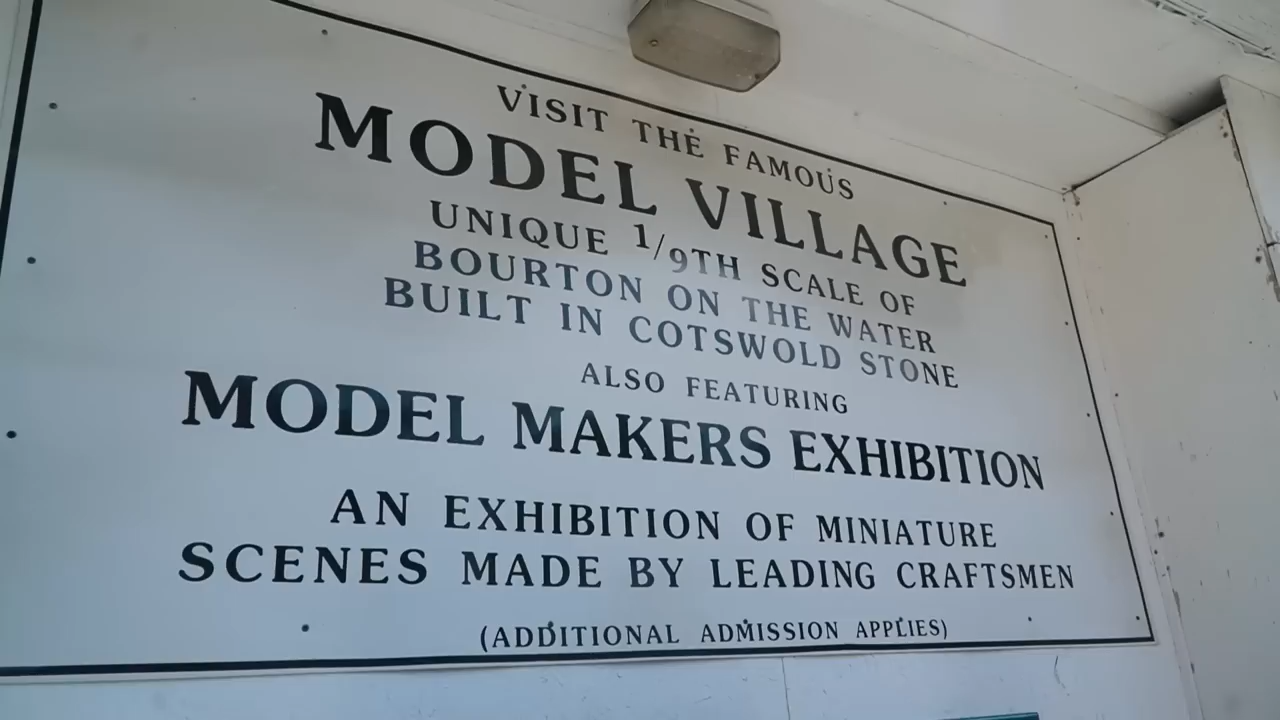 VISIT THE FAMOUS
MODEL VILLAGE
UNIQUE 1/9TH SCALE OF
BOURTON ON THE WATER
BUILT IN COTSWOLD STONE
ALSO FEATURING
MODEL MAKERS EXHIBITION
AN EXHIBITION OF MINIATURE
SCENES MADE BY LEADING CRAFTSMEN
(ADDITIONAL ADMISSION APPLIES)